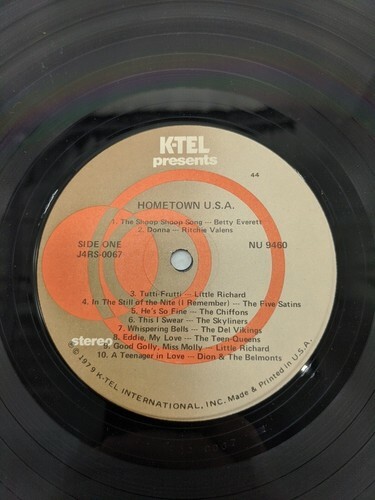 K-TEL
presents
44
HOMETOWN U.S.A.
1. The Shoop Shoop Song -- Betty Everett
2. Donna -- Ritchie Valens
SIDE ONE
J4RS-0067
NU 9460
3. Tutti-Frutti -- Little Richard
4. In The Still of the Nite (I Remember) -- The Five Satins
5. He's So Fine -- The Chiffons
6. This I Swear -- The Skyliners
7. Whispering Bells -- The Del Vikings
8. Eddie, My Love -- The Teen Queens
9. Good Golly, Miss Molly -- Little Richard
10. A Teenager in Love -- Dion & The Belmonts
stereo
© 1979 K-TEL INTERNATIONAL, INC. Made & Printed in U.S.A.